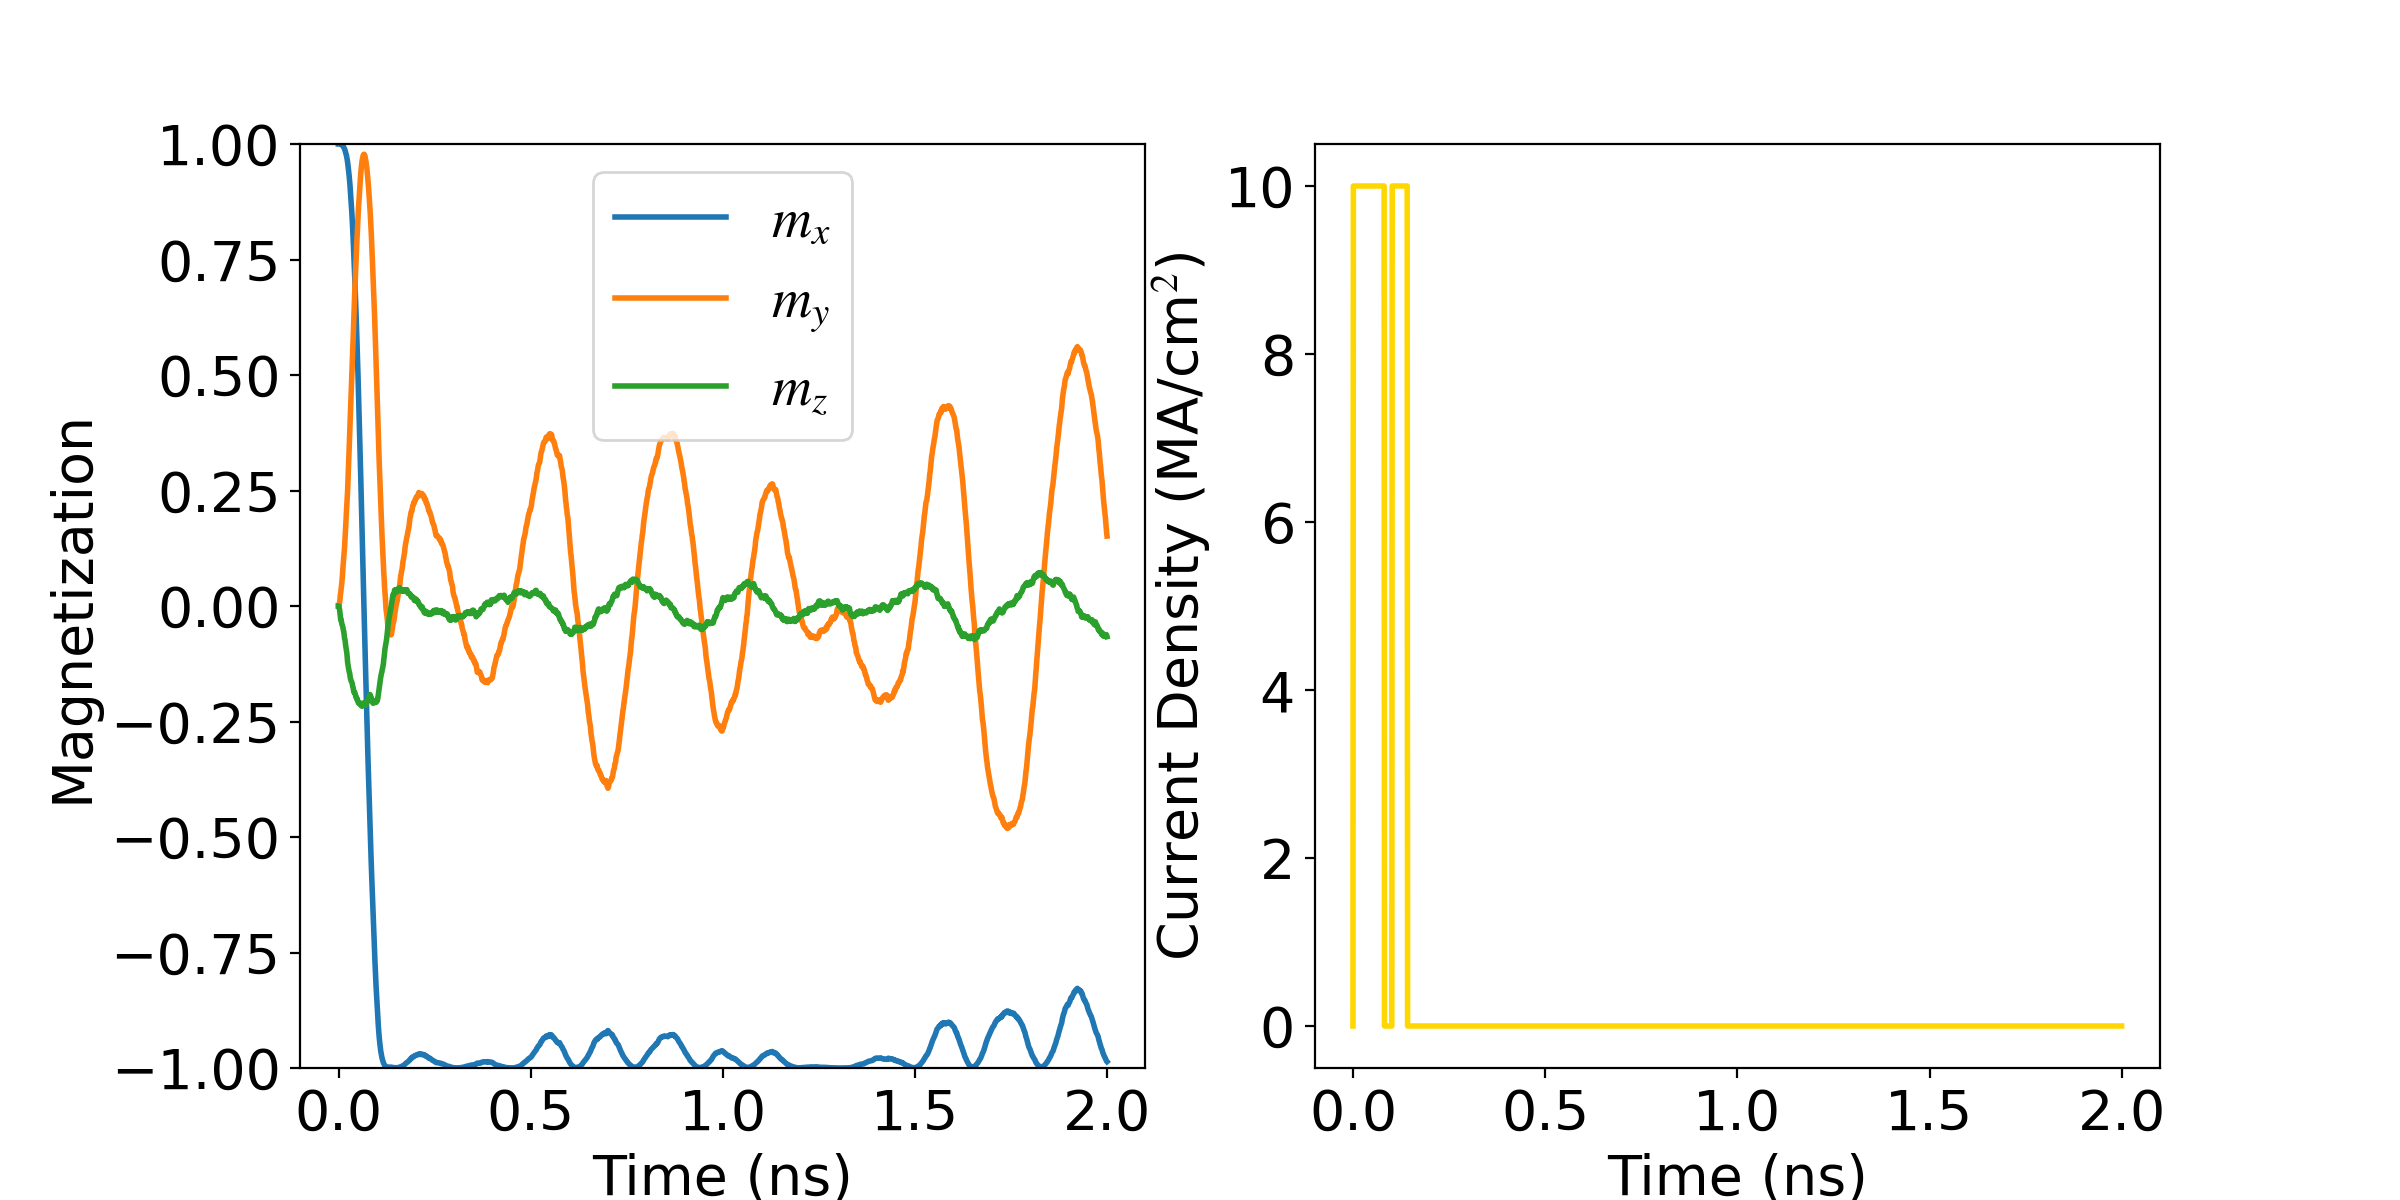 1.00
0.75
0.50
0.25
0.00
−0.25
−0.50
−0.75
−1.00
Magnetization
0.0 0.5 1.0 1.5 2.0
Time (ns)
m_x
m_y
m_z
10
8
6
4
2
0
Current Density (MA/cm²)
0.0 0.5 1.0 1.5 2.0
Time (ns)